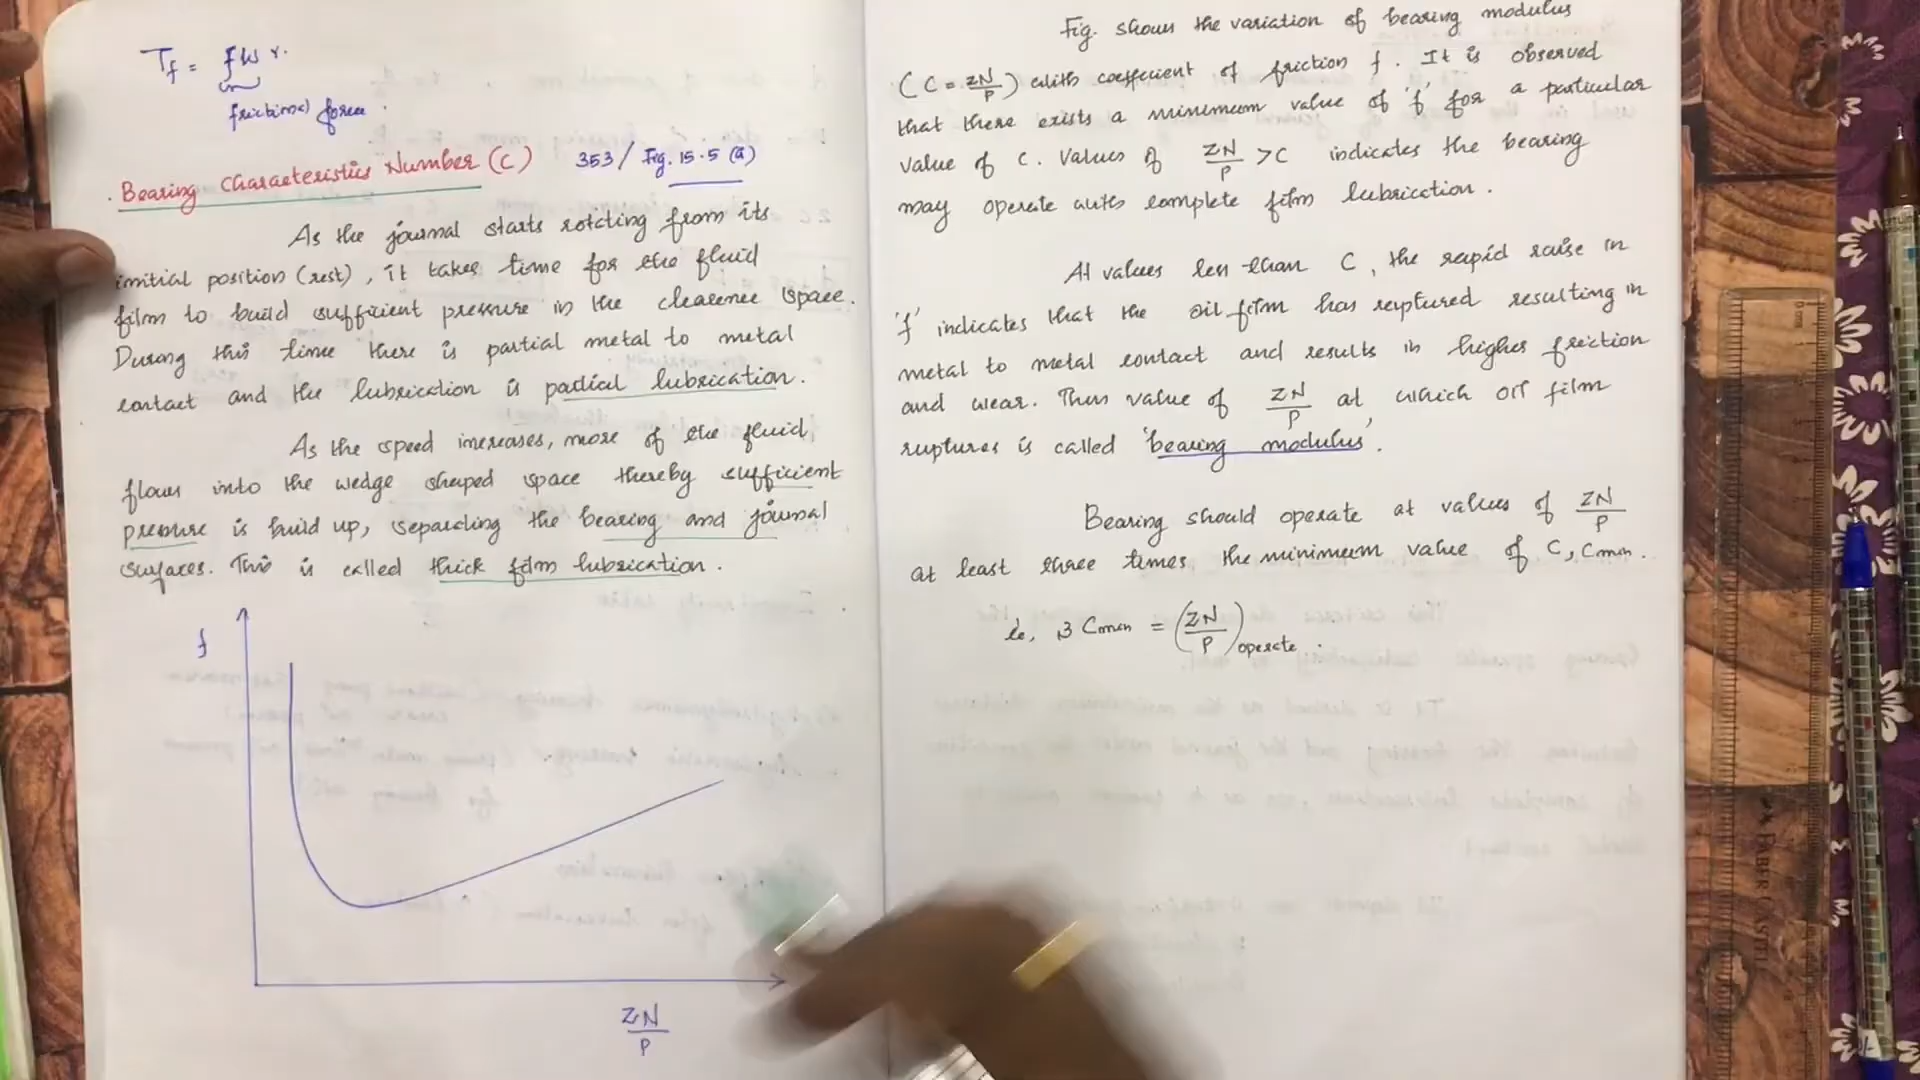 Tf = fW r.
frictional force.
Bearing Characteristics Number (C) 353 / Fig. 15.5 (a)
As the journal starts rotating from its
initial position (rest), it takes time for the fluid
film to build sufficient pressure in the clearence space.
During this time there is partial metal to metal
contact and the lubrication is partial lubrication.
As the speed increases, more of the fluid
flows into the wedge shaped space thereby sufficient
pressure is build up, separating the bearing and journal
surfaces. This is called thick film lubrication.
f
ZN
P
Fig. shows the variation of bearing modulus
(C = ZN/P) with coefficient of friction f. It is observed
that there exists a minimum value of 'f' for a particular
value of C. Values of ZN/P > C indicates the bearing
may operate with complete film lubrication.
At values less than C, the rapid raise in
'f' indicates that the oil film has ruptured resulting in
metal to metal contact and results in higher friction
and wear. Thus value of ZN/P at which oil film
ruptures is called 'bearing modulus'.
Bearing should operate at values of ZN/P
at least three times the minimum value of C, Cmin.
ie, 3 Cmin = (ZN/P) operate.
FABER CASTELL